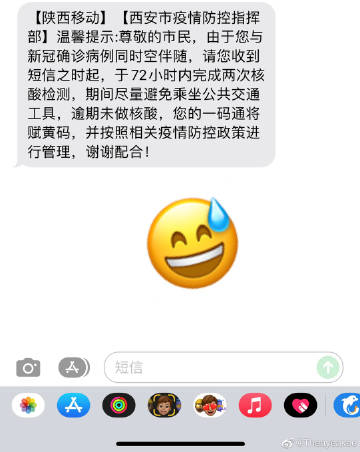 【陕西移动】【西安市疫情防控指挥
部】温馨提示:尊敬的市民，由于您与
新冠确诊病例同时空伴随，请您收到
短信之时起，于72小时内完成两次核
酸检测，期间尽量避免乘坐公共交通
工具，逾期未做核酸，您的一码通将
赋黄码，并按照相关疫情防控政策进
行管理，谢谢配合！
短信